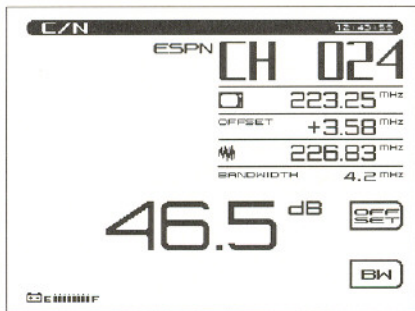 C/N 12:43:50
ESPN CH 024
223.25 MHz
OFFSET +3.58 MHz
226.83 MHz
BANDWIDTH 4.2 MHz
46.5 dB
OFF SET
BW
E F